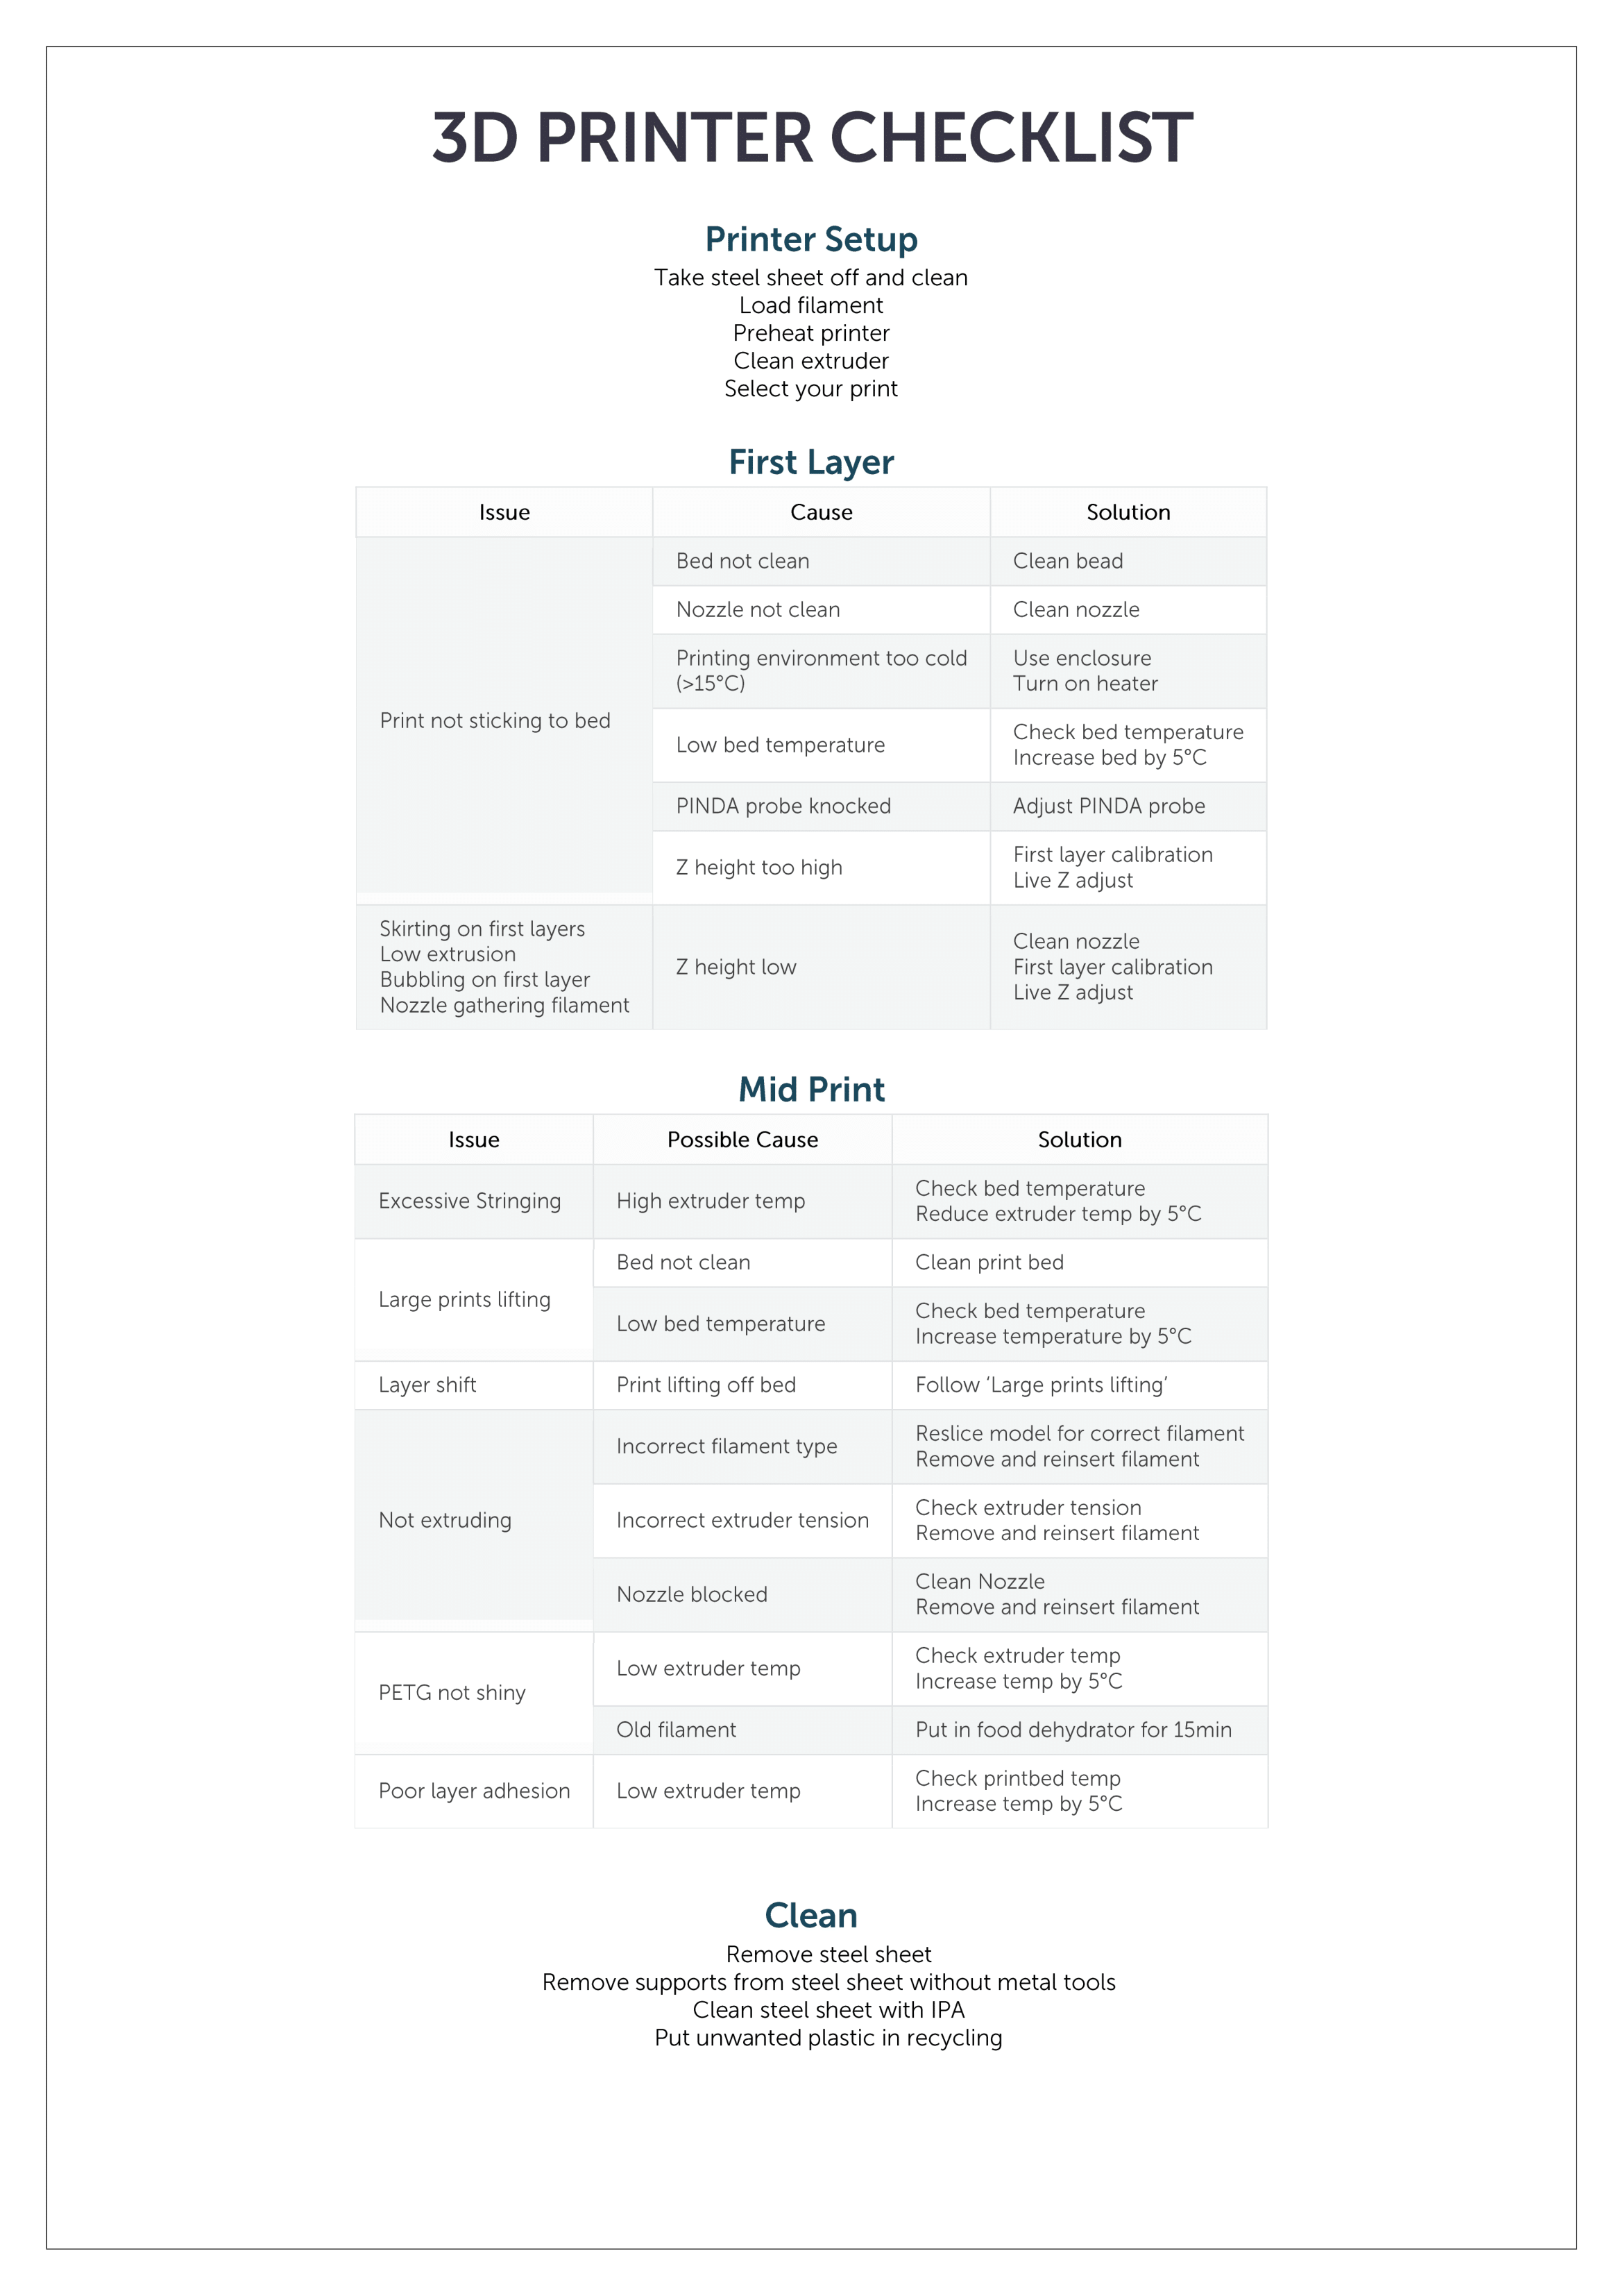 3D PRINTER CHECKLIST
Printer Setup
Take steel sheet off and clean
Load filament
Preheat printer
Clean extruder
Select your print
First Layer
Issue Cause Solution
Print not sticking to bed
Bed not clean Clean bead
Nozzle not clean Clean nozzle
Printing environment too cold
(>15°C)
Use enclosure
Turn on heater
Low bed temperature
Check bed temperature
Increase bed by 5°C
PINDA probe knocked Adjust PINDA probe
Z height too high
First layer calibration
Live Z adjust
Skirting on first layers
Low extrusion
Bubbling on first layer
Nozzle gathering filament
Z height low
Clean nozzle
First layer calibration
Live Z adjust
Mid Print
Issue Possible Cause Solution
Excessive Stringing
High extruder temp
Check bed temperature
Reduce extruder temp by 5°C
Large prints lifting
Bed not clean Clean print bed
Low bed temperature
Check bed temperature
Increase temperature by 5°C
Layer shift Print lifting off bed Follow ‘Large prints lifting’
Not extruding
Incorrect filament type
Reslice model for correct filament
Remove and reinsert filament
Incorrect extruder tension
Check extruder tension
Remove and reinsert filament
Nozzle blocked
Clean Nozzle
Remove and reinsert filament
PETG not shiny
Low extruder temp
Check extruder temp
Increase temp by 5°C
Old filament Put in food dehydrator for 15min
Poor layer adhesion
Low extruder temp
Check printbed temp
Increase temp by 5°C
Clean
Remove steel sheet
Remove supports from steel sheet without metal tools
Clean steel sheet with IPA
Put unwanted plastic in recycling